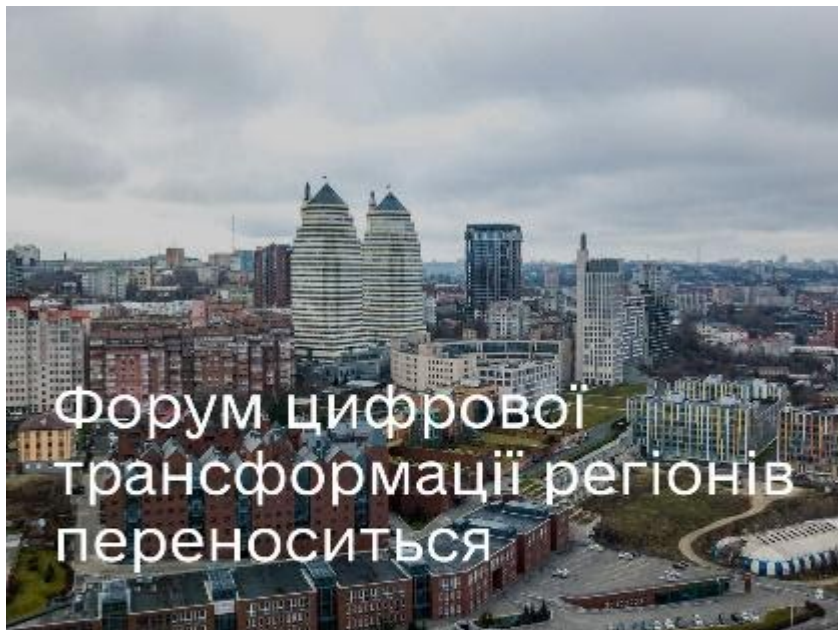 Форум цифрової
трансформації регіонів
переноситься